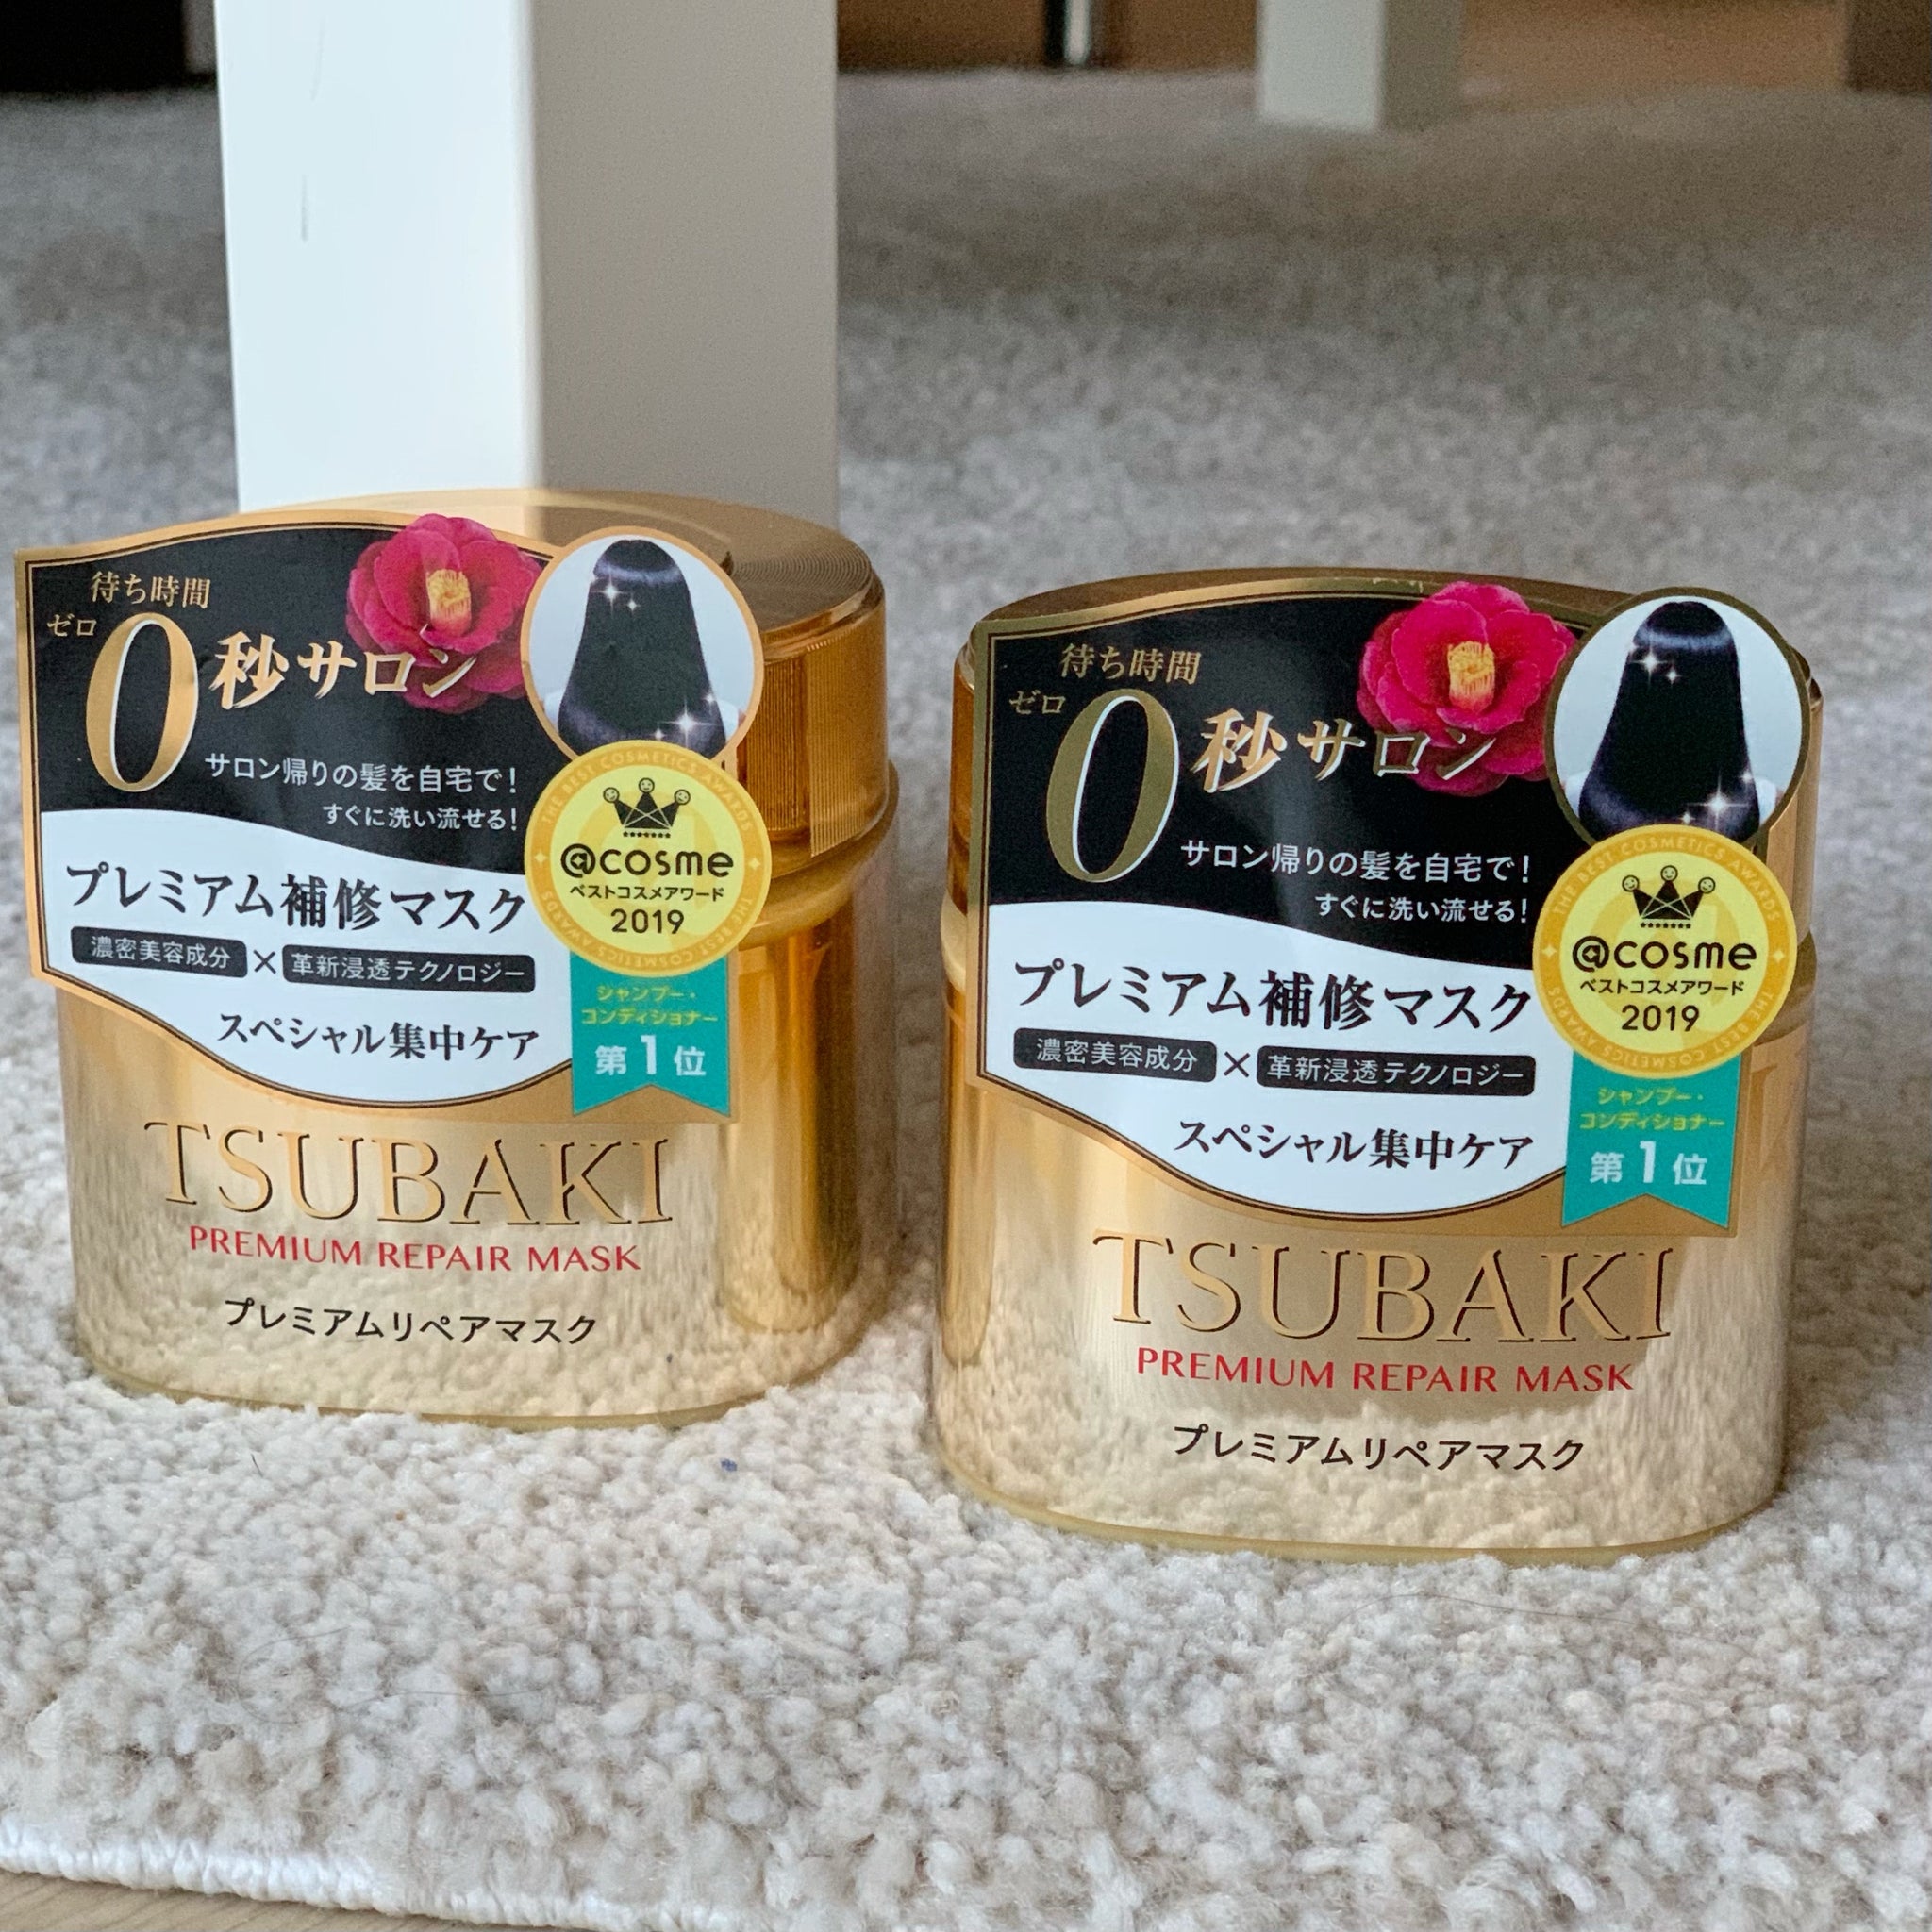 待ち時間
ゼロ
0秒サロン
サロン帰りの髪を自宅で!
すぐに洗い流せる!
プレミアム補修マスク
濃密美容成分×革新浸透テクノロジー
スペシャル集中ケア
THE BEST COSMETICS AWARDS
THE BEST COSMETICS AWARDS
@cosme
ベストコスメアワード
2019
シャンプー・
コンディショナー
第1位
TSUBAKI
PREMIUM REPAIR MASK
プレミアムリペアマスク
待ち時間
ゼロ
0秒サロン
サロン帰りの髪を自宅で!
すぐに洗い流せる!
プレミアム補修マスク
濃密美容成分×革新浸透テクノロジー
スペシャル集中ケア
THE BEST COSMETICS AWARDS
THE BEST COSMETICS AWARDS
@cosme
ベストコスメアワード
2019
シャンプー・
コンディショナー
第1位
TSUBAKI
PREMIUM REPAIR MASK
プレミアムリペアマスク